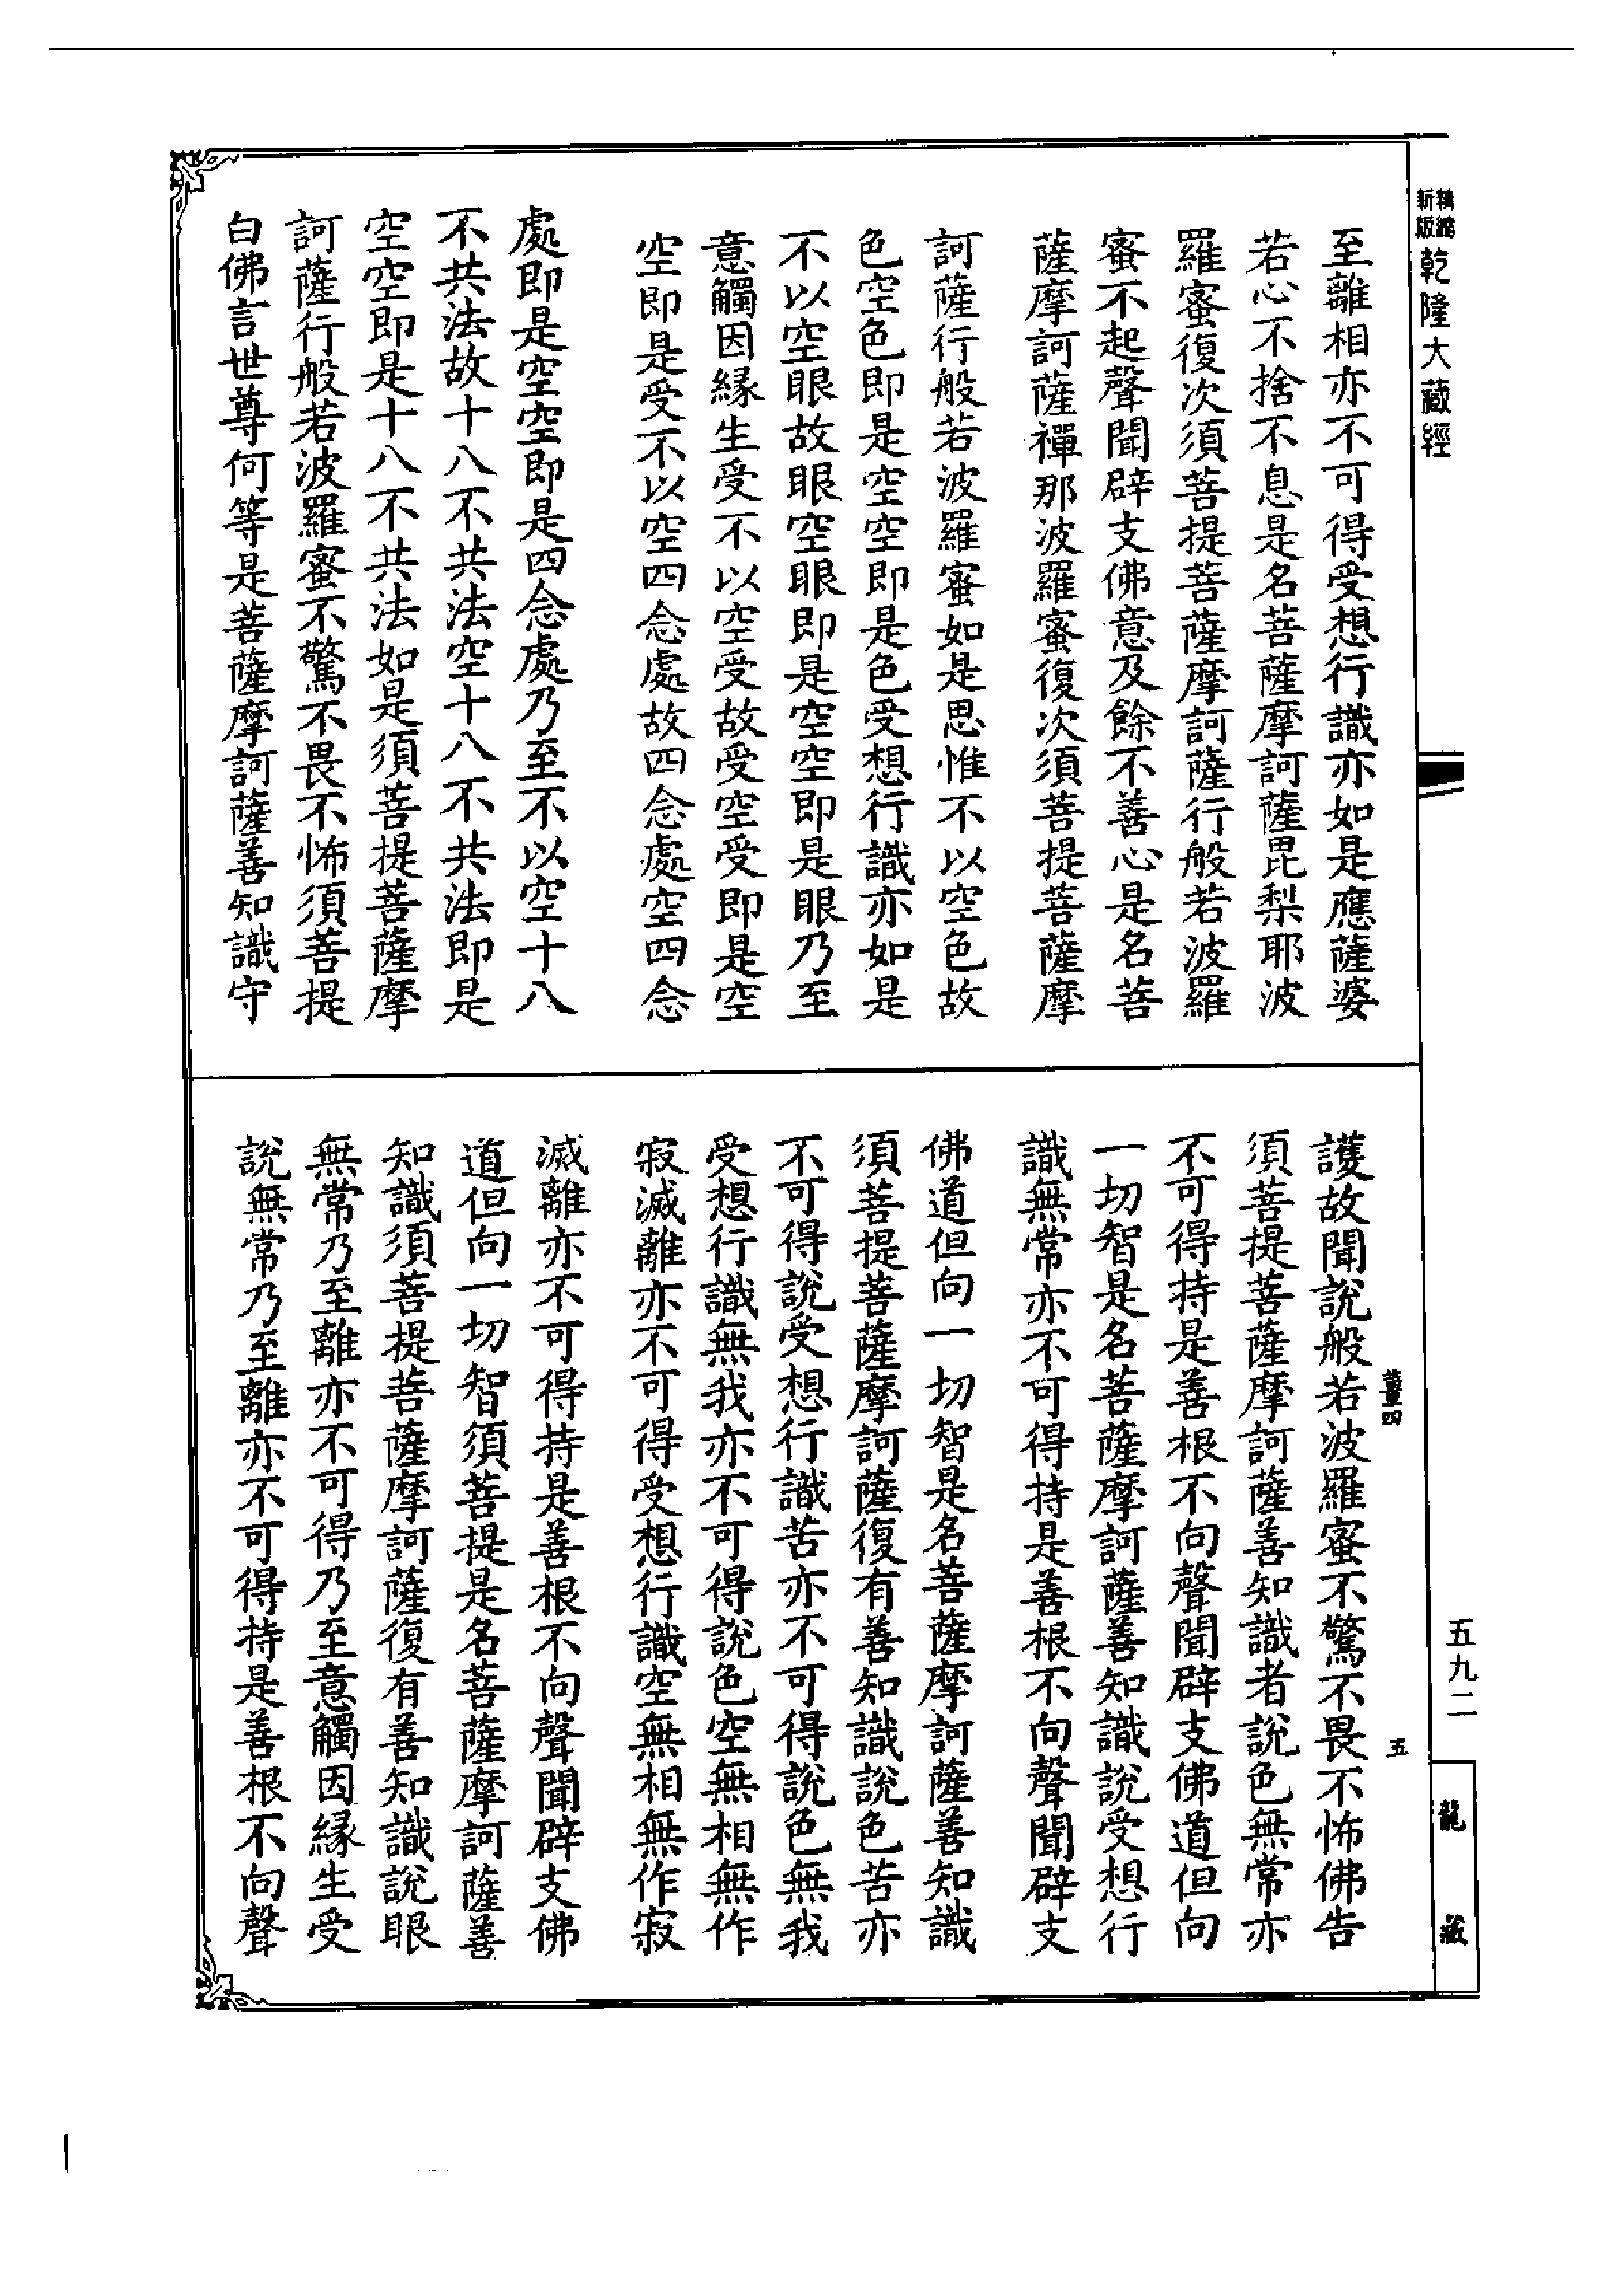 新版精縮乾隆大藏經
至離相亦不可得受想行識亦如是應薩婆
若心不捨不息是名菩薩摩訶薩毘梨耶波
羅蜜復次須菩提菩薩摩訶薩行般若波羅
蜜不起聲聞辟支佛意及餘不善心是名菩
薩摩訶薩禪那波羅蜜復次須菩提菩薩摩
訶薩行般若波羅蜜如是思惟不以空色故
色空色即是空空即是色受想行識亦如是
不以空眼故眼空眼即是空空即是眼乃至
意觸因緣生受不以空受故受空受即是空
空即是受不以空四念處故四念處空四念
處即是空空即是四念處乃至不以空十八
不共法故十八不共法空十八不共法即是
空空即是十八不共法如是須菩提菩薩摩
訶薩行般若波羅蜜不驚不畏不怖須菩提
白佛言世尊何等是菩薩摩訶薩善知識守
護故聞說般若波羅蜜不驚不畏不怖佛告
須菩提菩薩摩訶薩善知識者說色無常亦
不可得持是善根不向聲聞辟支佛道但向
一切智是名菩薩摩訶薩善知識說受想行
識無常亦不可得持是善根不向聲聞辟支
佛道但向一切智是名菩薩摩訶薩善知識
須菩提菩薩摩訶薩復有善知識說色苦亦
不可得說受想行識苦亦不可得說色無我
受想行識無我亦不可得說色空無相無作
寂滅離亦不可得受想行識空無相無作寂
滅離亦不可得持是善根不向聲聞辟支佛
道但向一切智須菩提是名菩薩摩訶薩善
知識須菩提菩薩摩訶薩復有善知識說眼
無常乃至離亦不可得乃至意觸因緣生受
說無常乃至離亦不可得持是善根不向聲
五
五九二
龍藏